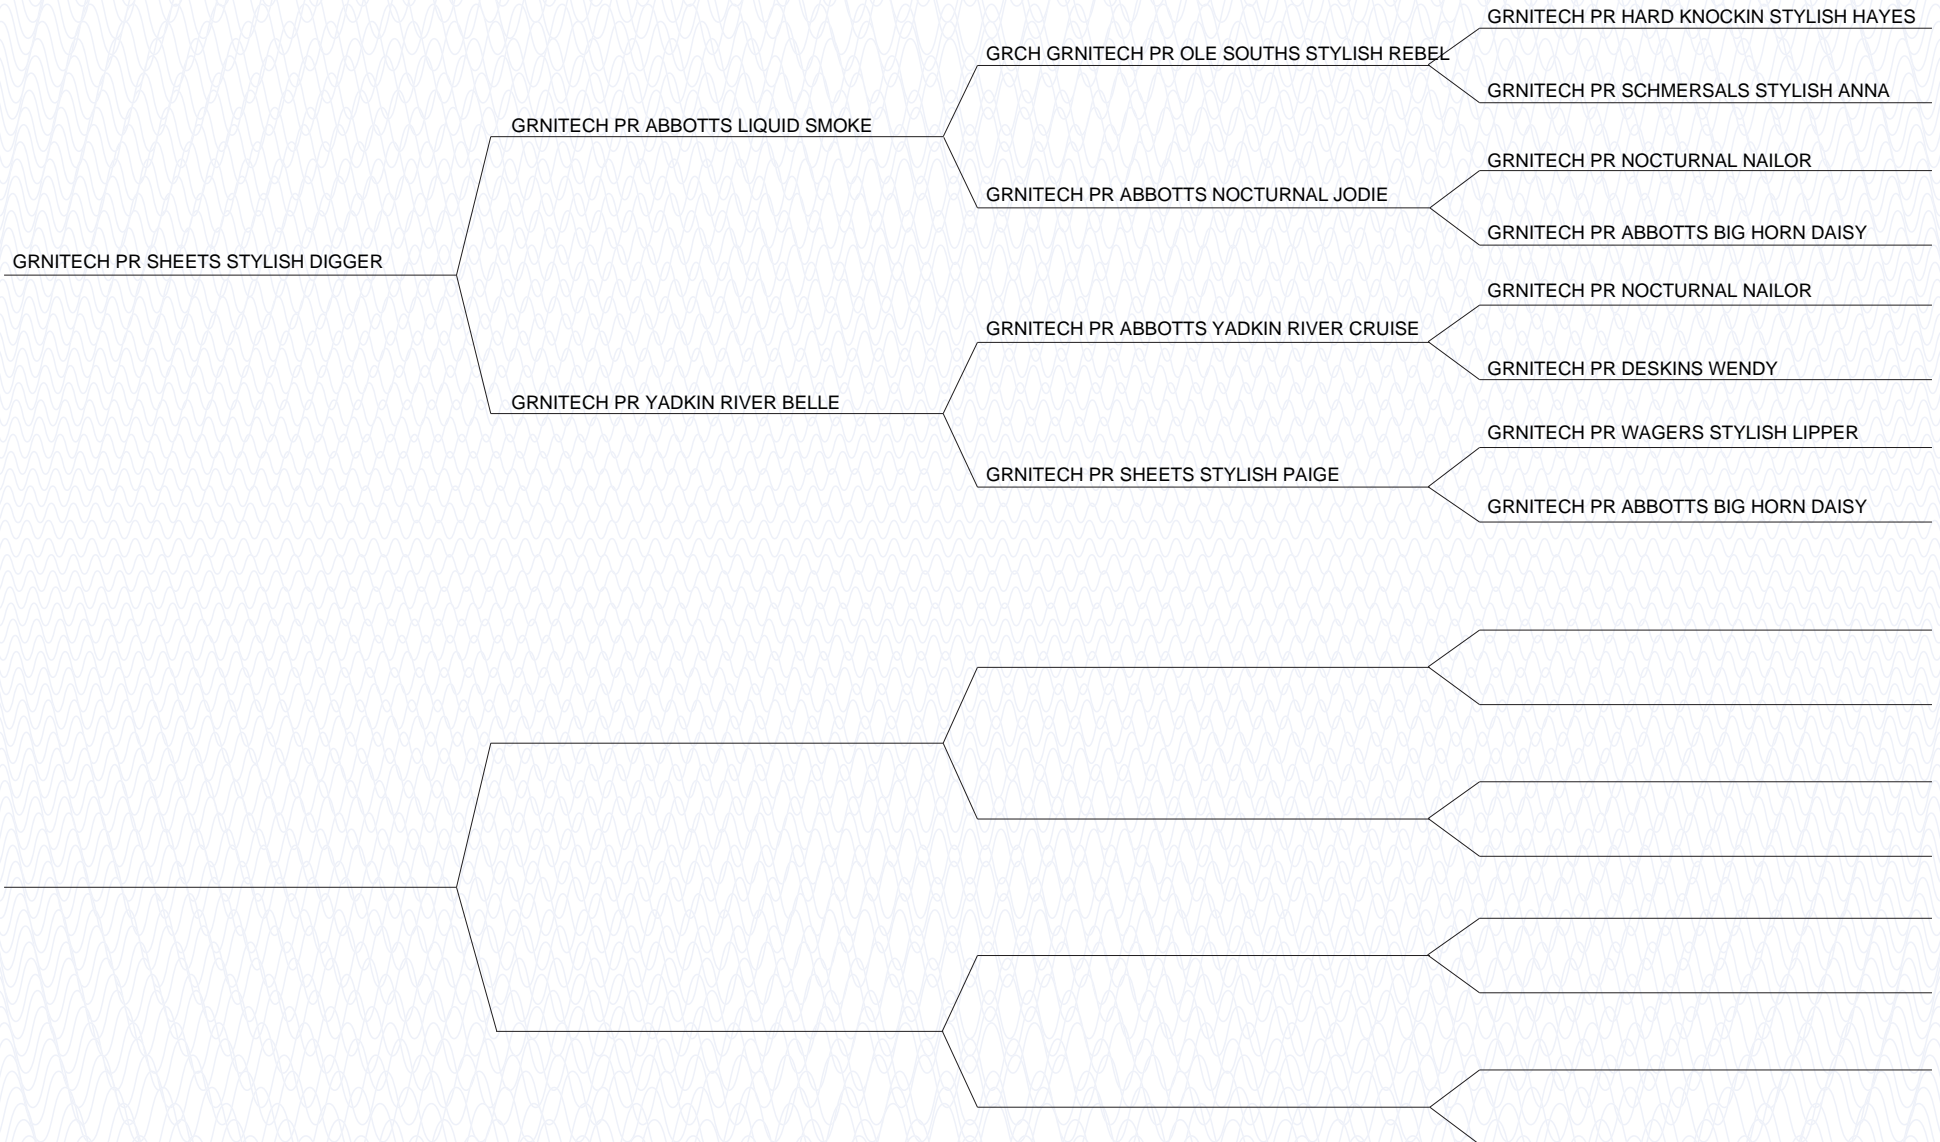 GRNITECH PR HARD KNOCKIN STYLISH HAYES
GRCH GRNITECH PR OLE SOUTHS STYLISH REBEL
GRNITECH PR SCHMERSALS STYLISH ANNA
GRNITECH PR ABBOTTS LIQUID SMOKE
GRNITECH PR NOCTURNAL NAILOR
GRNITECH PR ABBOTTS NOCTURNAL JODIE
GRNITECH PR ABBOTTS BIG HORN DAISY
GRNITECH PR SHEETS STYLISH DIGGER
GRNITECH PR NOCTURNAL NAILOR
GRNITECH PR ABBOTTS YADKIN RIVER CRUISE
GRNITECH PR DESKINS WENDY
GRNITECH PR YADKIN RIVER BELLE
GRNITECH PR WAGERS STYLISH LIPPER
GRNITECH PR SHEETS STYLISH PAIGE
GRNITECH PR ABBOTTS BIG HORN DAISY